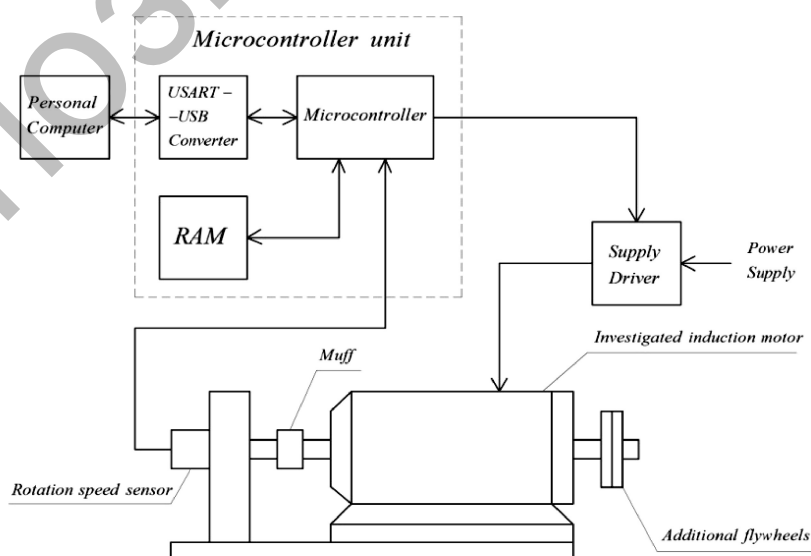 Microcontroller unit
Personal
Computer
USART –
–USB
Converter
Microcontroller
RAM
Supply
Driver
Power
Supply
Investigated induction motor
Muff
Rotation speed sensor
Additional flywheels